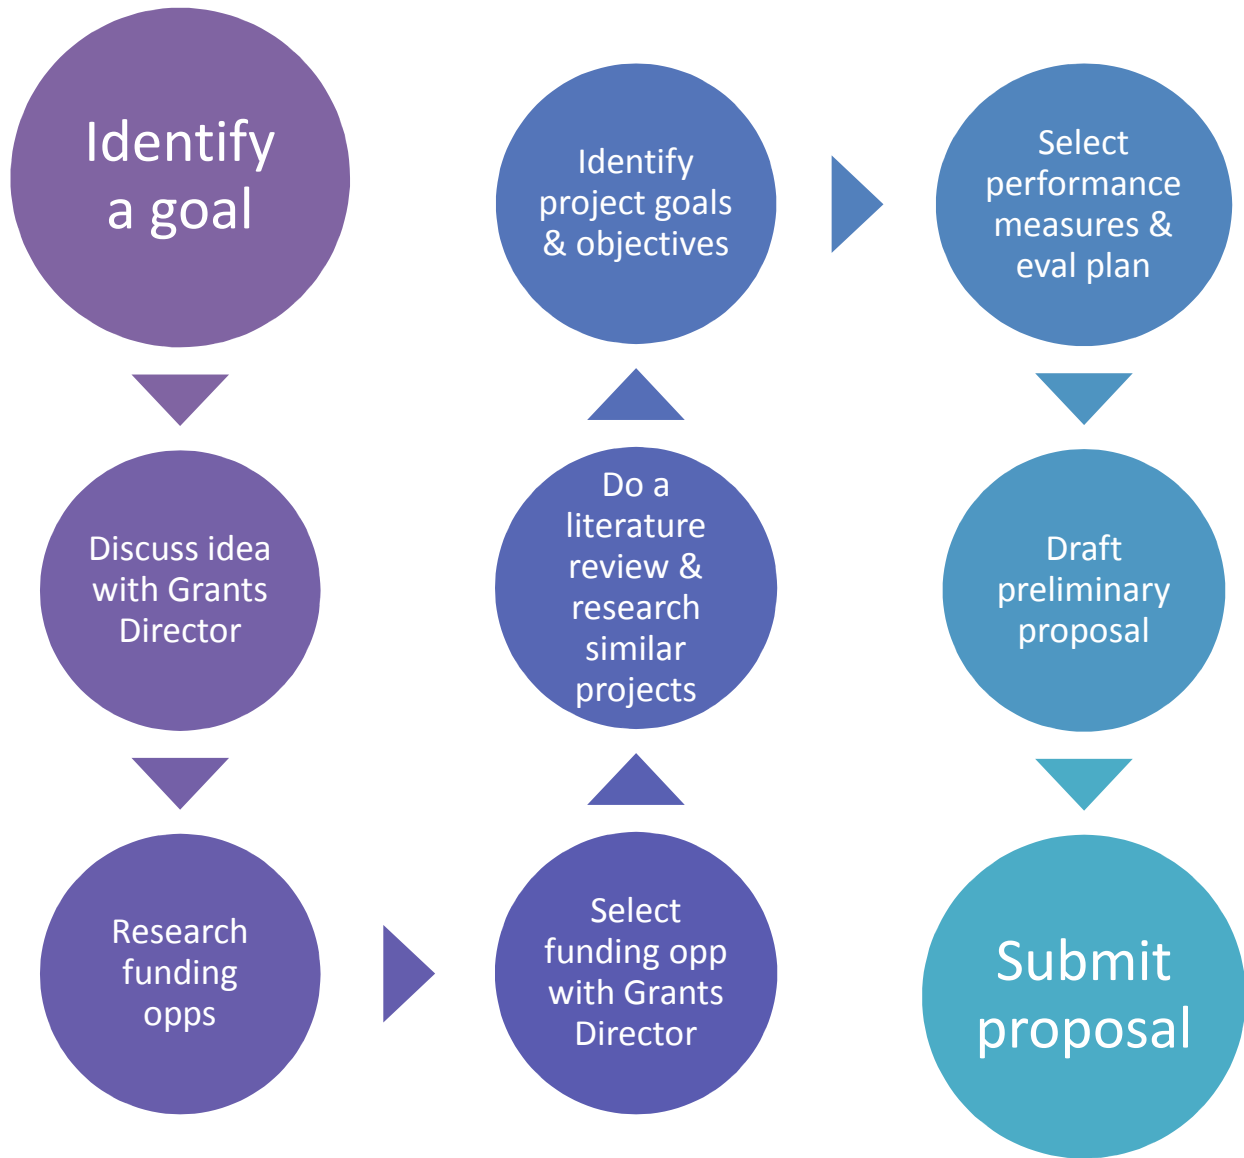 Identify
a goal
Discuss idea
with Grants
Director
Research
funding
opps
Select
funding opp
with Grants
Director
Do a
literature
review &
research
similar
projects
Identify
project goals
& objectives
Select
performance
measures &
eval plan
Draft
preliminary
proposal
Submit
proposal